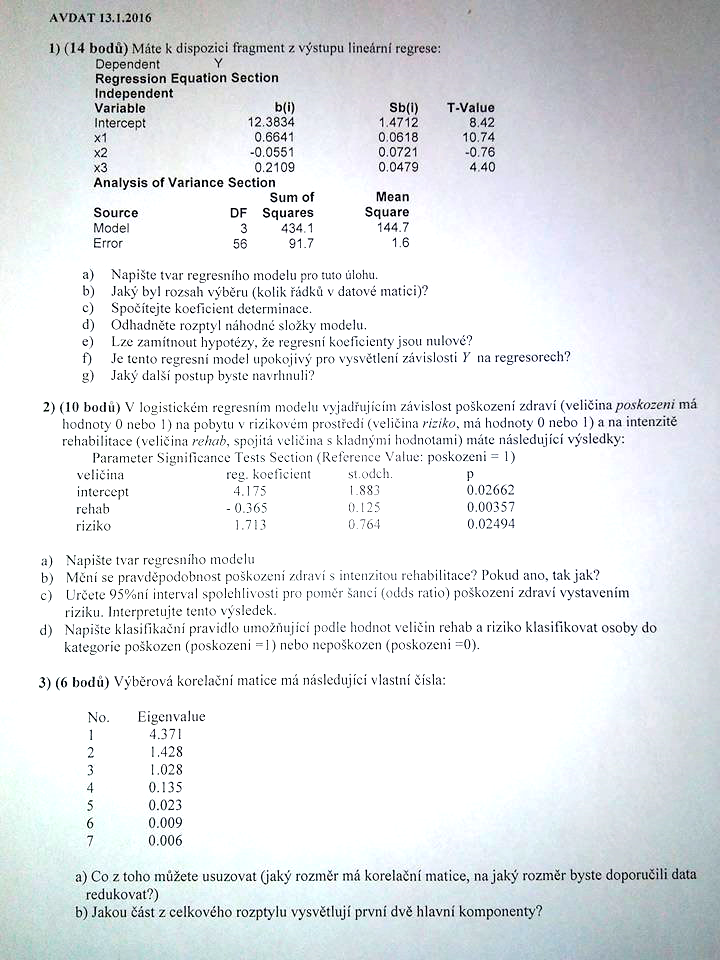 AVDAT 13.1.2016
1) (14 bodů) Máte k dispozici fragment z výstupu lineární regrese:
Dependent Y
Regression Equation Section
Independent
Variable b(i) Sb(i) T-Value
Intercept 12.3834 1.4712 8.42
x1 0.6641 0.0618 10.74
x2 -0.0551 0.0721 -0.76
x3 0.2109 0.0479 4.40
Analysis of Variance Section
Sum of Mean
Source DF Squares Square
Model 3 434.1 144.7
Error 56 91.7 1.6
a) Napište tvar regresního modelu pro tuto úlohu.
b) Jaký byl rozsah výběru (kolik řádků v datové matici)?
c) Spočítejte koeficient determinace.
d) Odhadněte rozptyl náhodné složky modelu.
e) Lze zamítnout hypotézy, že regresní koeficienty jsou nulové?
f) Je tento regresní model upokojivý pro vysvětlení závislosti Y na regresorech?
g) Jaký další postup byste navrhnuli?
2) (10 bodů) V logistickém regresním modelu vyjadřujícím závislost poškození zdraví (veličina poskozeni má
hodnoty 0 nebo 1) na pobytu v rizikovém prostředí (veličina riziko, má hodnoty 0 nebo 1) a na intenzitě
rehabilitace (veličina rehab, spojitá veličina s kladnými hodnotami) máte následující výsledky:
Parameter Significance Tests Section (Reference Value: poskozeni = 1)
veličina reg. koeficient st.odch. p
intercept 4.175 1.883 0.02662
rehab - 0.365 0.125 0.00357
riziko 1.713 0.764 0.02494
a) Napište tvar regresního modelu
b) Mění se pravděpodobnost poškození zdraví s intenzitou rehabilitace? Pokud ano, tak jak?
c) Určete 95%ní interval spolehlivosti pro poměr šancí (odds ratio) poškození zdraví vystavením
riziku. Interpretujte tento výsledek.
d) Napište klasifikační pravidlo umožňující podle hodnot veličin rehab a riziko klasifikovat osoby do
kategorie poškozen (poskozeni =1) nebo nepoškozen (poskozeni =0).
3) (6 bodů) Výběrová korelační matice má následující vlastní čísla:
No. Eigenvalue
1 4.371
2 1.428
3 1.028
4 0.135
5 0.023
6 0.009
7 0.006
a) Co z toho můžete usuzovat (jaký rozměr má korelační matice, na jaký rozměr byste doporučili data
redukovat?)
b) Jakou část z celkového rozptylu vysvětlují první dvě hlavní komponenty?